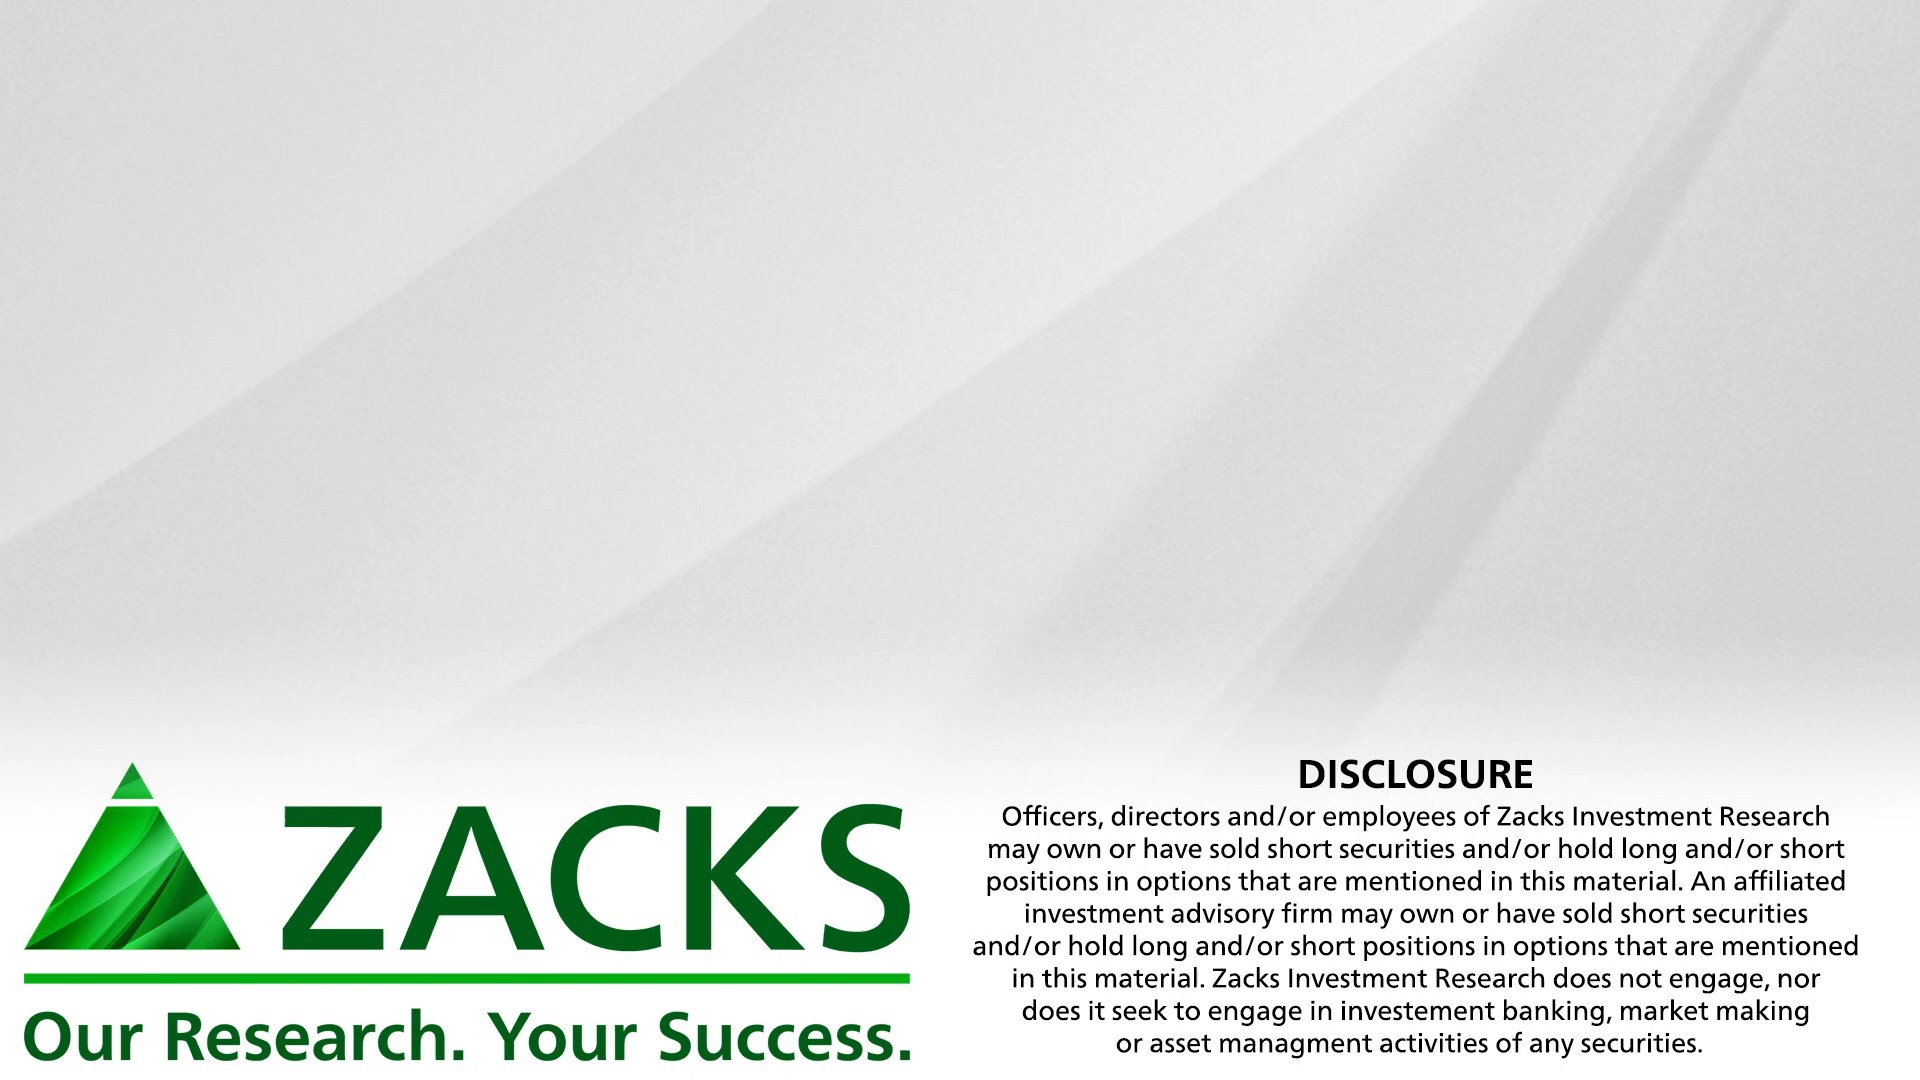 ZACKS
Our Research. Your Success.
DISCLOSURE
Officers, directors and/or employees of Zacks Investment Research
may own or have sold short securities and/or hold long and/or short
positions in options that are mentioned in this material. An affiliated
investment advisory firm may own or have sold short securities
and/or hold long and/or short positions in options that are mentioned
in this material. Zacks Investment Research does not engage, nor
does it seek to engage in investement banking, market making
or asset managment activities of any securities.